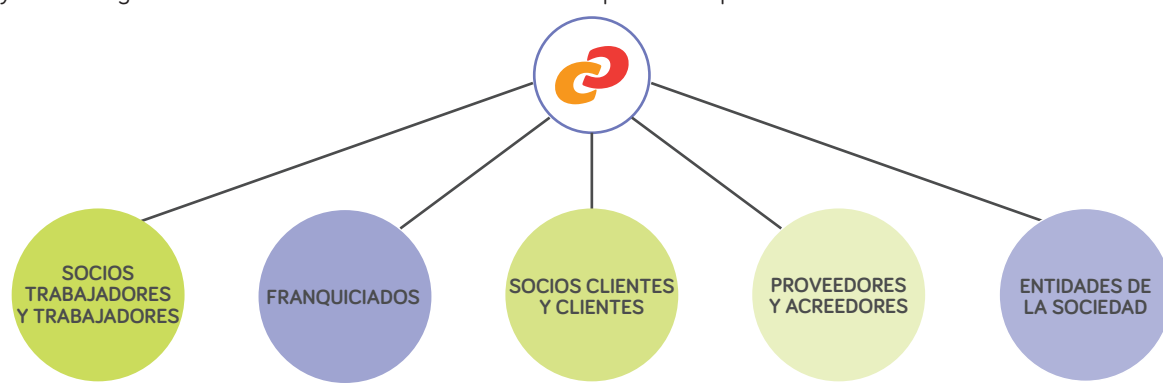 SOCIOS
TRABAJADORES
Y TRABAJADORES
FRANQUICIADOS
SOCIOS CLIENTES
Y CLIENTES
PROVEEDORES
Y ACREEDORES
ENTIDADES DE
LA SOCIEDAD